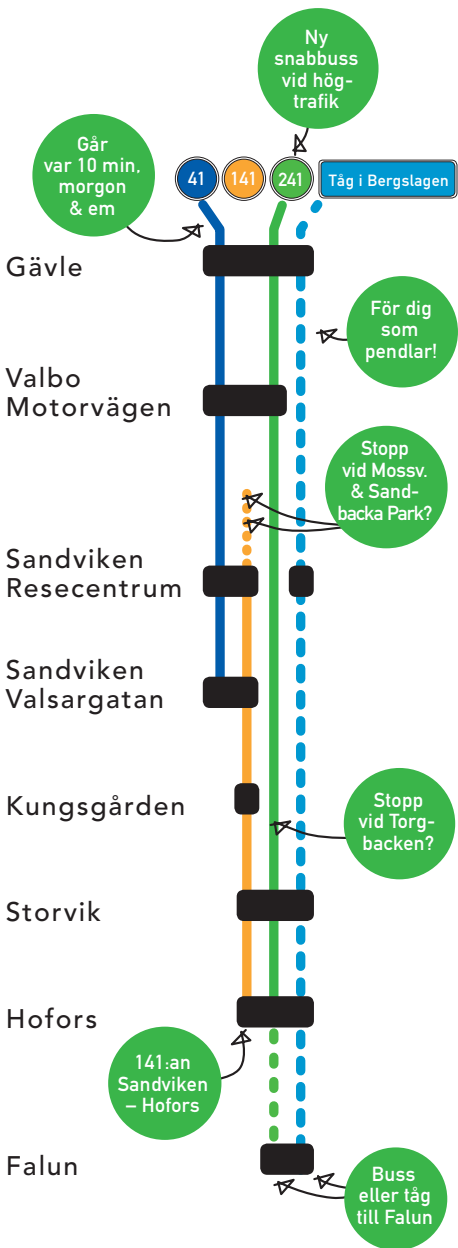 Ny
snabbuss
vid hög-
trafik
Går
var 10 min,
morgon
& em
41
141
241
Tåg i Bergslagen
Gävle
För dig
som
pendlar!
Valbo
Motorvägen
Stopp
vid Mossv.
& Sand-
backa Park?
Sandviken
Resecentrum
Sandviken
Valsargatan
Kungsgården
Stopp
vid Torg-
backen?
Storvik
Hofors
141:an
Sandviken
– Hofors
Falun
Buss
eller tåg
till Falun